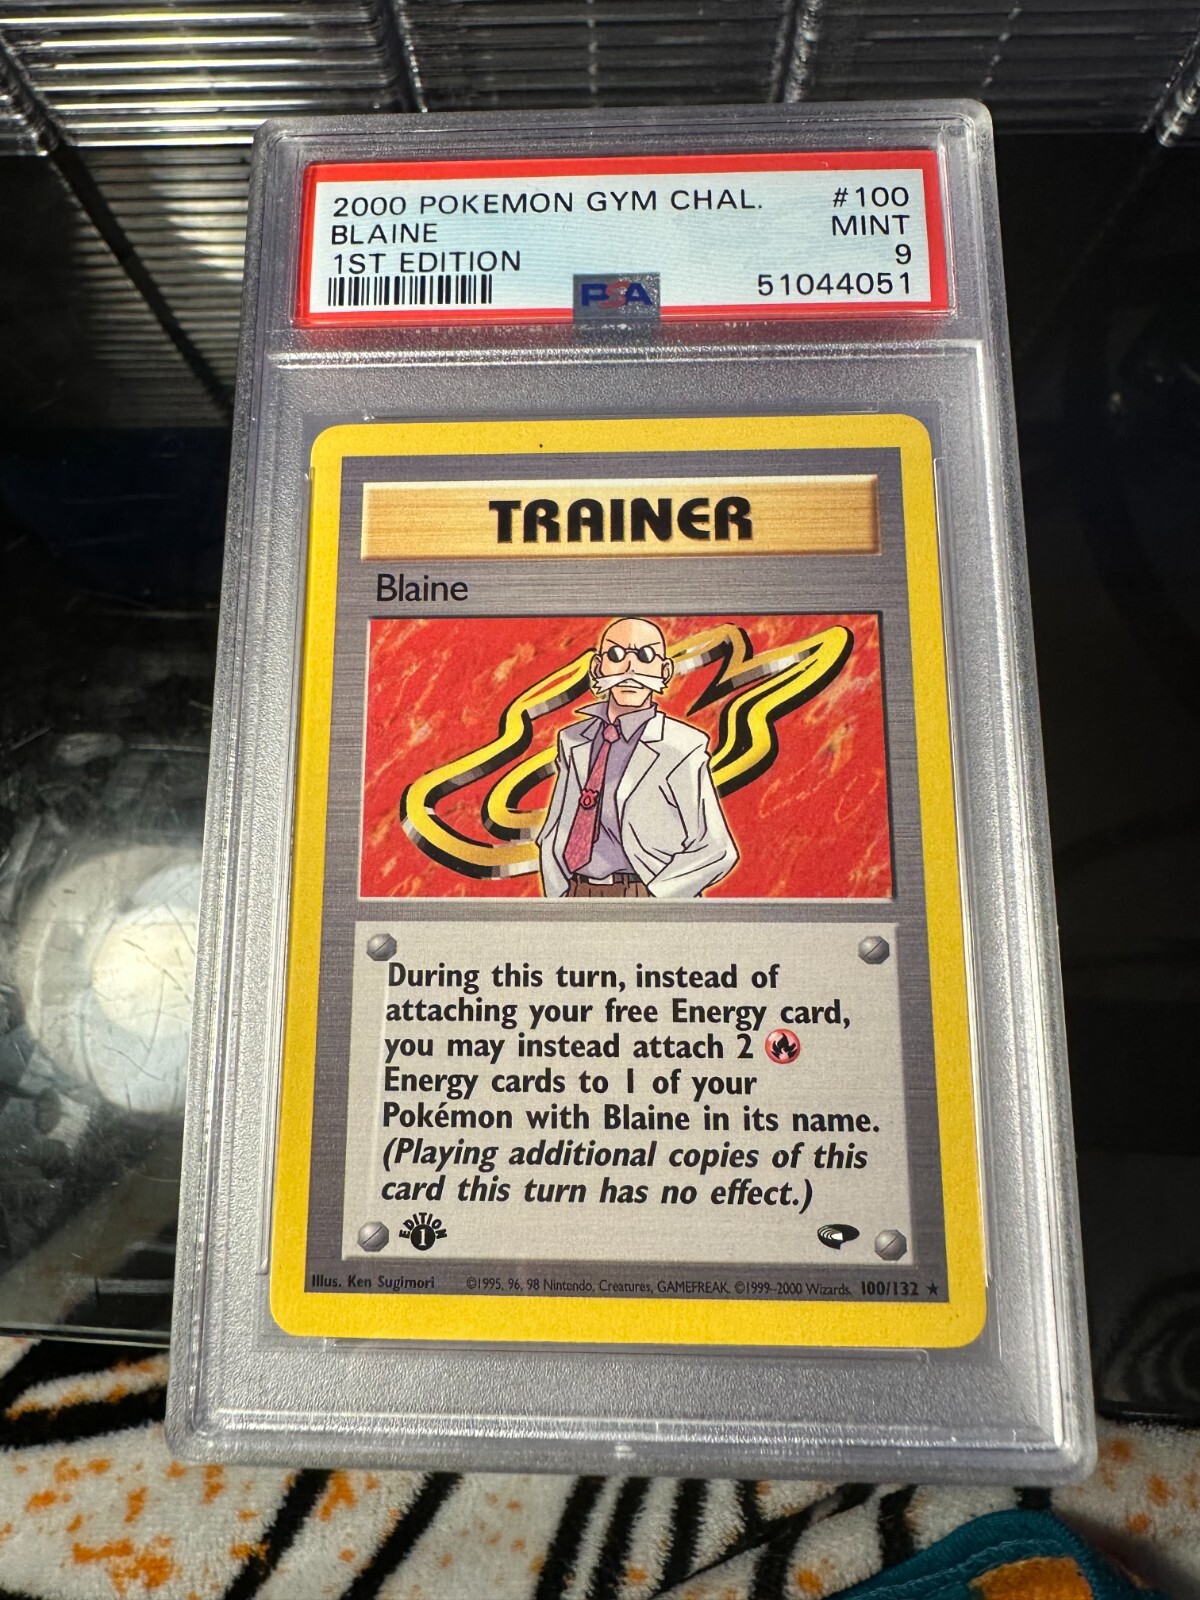 2000 POKEMON GYM CHAL. #100
BLAINE MINT
1ST EDITION 9
PSA 51044051
TRAINER
Blaine
During this turn, instead of
attaching your free Energy card,
you may instead attach 2
Energy cards to 1 of your
Pokémon with Blaine in its name.
(Playing additional copies of this
card this turn has no effect.)
EDITION 1
Illus. Ken Sugimori ©1995, 96, 98 Nintendo, Creatures, GAMEFREAK. ©1999-2000 Wizards. 100/132 ★